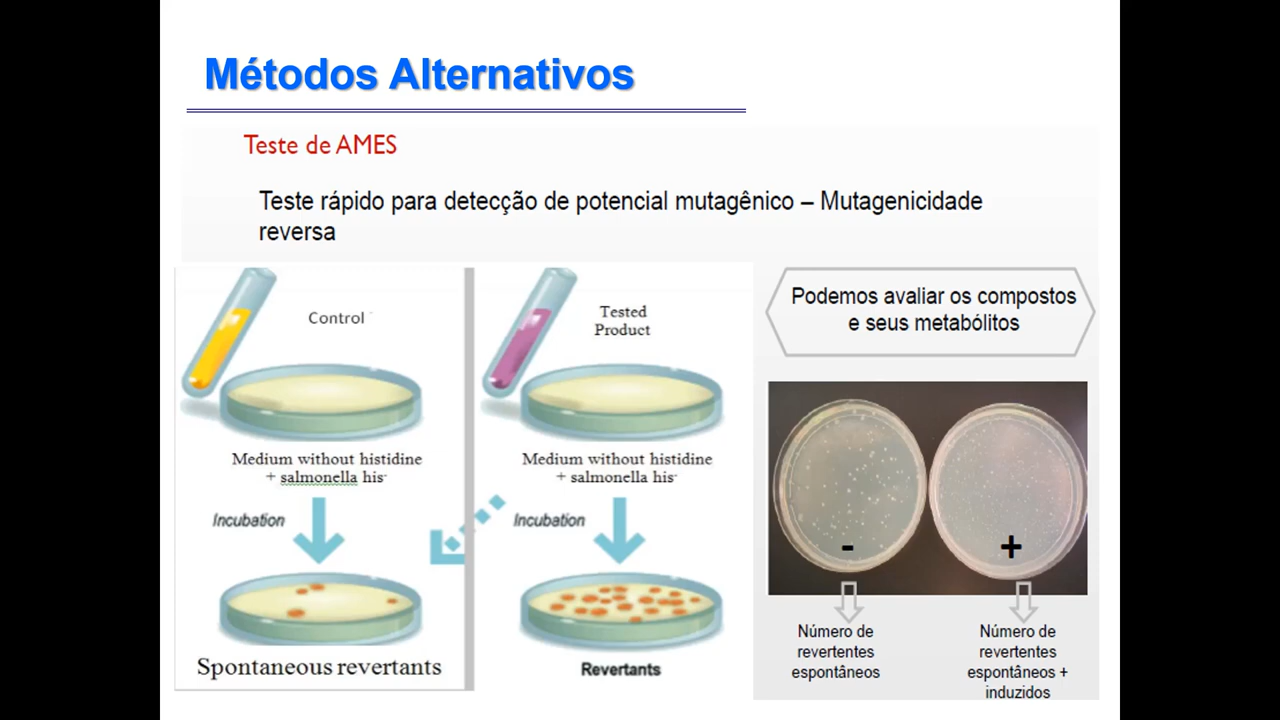 Métodos Alternativos
Teste de AMES
Teste rápido para detecção de potencial mutagênico – Mutagenicidade
reversa
Control
Medium without histidine
+ salmonella his-
Incubation
Spontaneous revertants
Tested
Product
Medium without histidine
+ salmonella his-
Incubation
Revertants
Podemos avaliar os compostos
e seus metabólitos
-
+
Número de
revertentes
espontâneos
Número de
revertentes
espontâneos +
induzidos